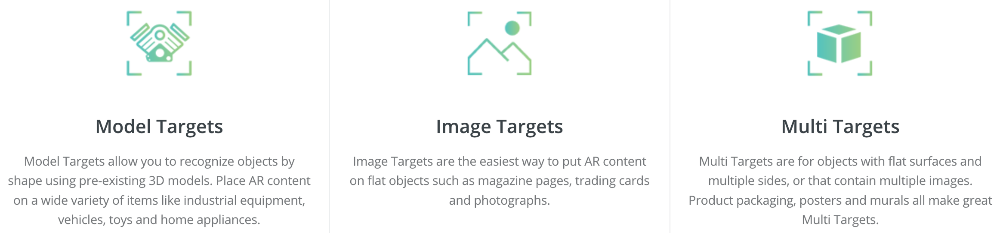 Model Targets
Model Targets allow you to recognize objects by
shape using pre-existing 3D models. Place AR content
on a wide variety of items like industrial equipment,
vehicles, toys and home appliances.
Image Targets
Image Targets are the easiest way to put AR content
on flat objects such as magazine pages, trading cards
and photographs.
Multi Targets
Multi Targets are for objects with flat surfaces and
multiple sides, or that contain multiple images.
Product packaging, posters and murals all make great
Multi Targets.